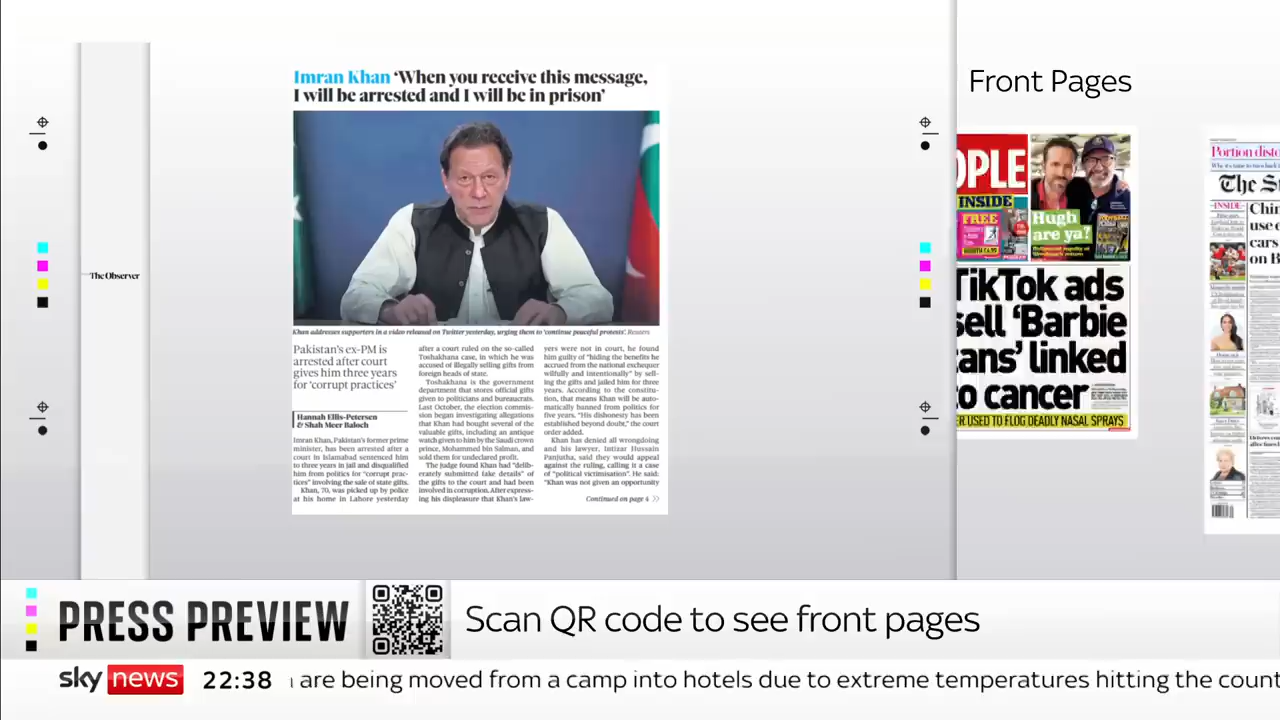 The Observer
Imran Khan ‘When you receive this message,
I will be arrested and I will be in prison’
Khan addresses supporters in a video released on Twitter yesterday, urging them to ‘continue peaceful protests’. Reuters
Pakistan’s ex-PM is
arrested after court
gives him three years
for ‘corrupt practices’
Hannah Ellis-Petersen
& Shah Meer Baloch
Imran Khan, Pakistan’s former prime
minister, has been arrested after a
court in Islamabad sentenced him
to three years in jail and disqualified
him from politics for “corrupt prac-
tices” involving the sale of state gifts.
Khan, 70, was picked up by police
at his home in Lahore yesterday
after a court ruled on the so-called
Toshakhana case, in which he was
accused of illegally selling gifts from
foreign heads of state.
Toshakhana is the government
department that stores official gifts
given to politicians and bureaucrats.
Last October, the election commis-
sion began investigating allegations
that Khan had bought several of the
valuable gifts, including an antique
watch given to him by the Saudi crown
prince, Mohammed bin Salman, and
sold them for undeclared profit.
The judge found Khan had “delib-
erately submitted fake details” of
the gifts to the court and had been
involved in corruption. After express-
ing his displeasure that Khan’s law-
yers were not in court, he found
him guilty of “hiding the benefits he
accrued from the national exchequer
wilfully and intentionally” by sell-
ing the gifts and jailed him for three
years. According to the constitu-
tion, that means Khan will be auto-
matically banned from politics for
five years. “His dishonesty has been
established beyond doubt,” the court
order added.
Khan has denied all wrongdoing
and his lawyer, Intizar Hussain
Panjutha, said they would appeal
against the ruling, calling it a case
of “political victimisation”. He said:
“Khan was not given an opportunity
Continued on page 4 >>
Front Pages
OPLE
INSIDE
FREE
Hugh
are ya?
TikTok ads
sell ‘Barbie
tans’ linked
to cancer
ER USED TO FLOG DEADLY NASAL SPRAYS
Portion disto
The S
INSIDE
Chin
use e
cars
on B
PRESS PREVIEW
Scan QR code to see front pages
sky news 22:38 are being moved from a camp into hotels due to extreme temperatures hitting the count